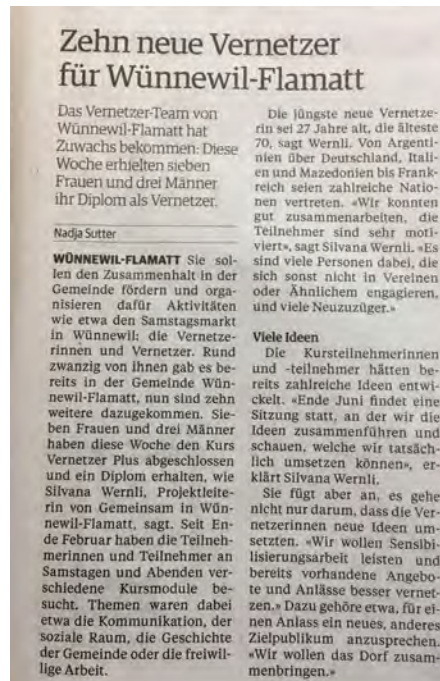 Zehn neue Vernetzer
für Wünnewil-Flamatt
Das Vernetzer-Team von
Wünnewil-Flamatt hat
Zuwachs bekommen: Diese
Woche erhielten sieben
Frauen und drei Männer
ihr Diplom als Vernetzer.
Nadja Sutter
WÜNNEWIL-FLAMATT Sie sol-
len den Zusammenhalt in der
Gemeinde fördern und orga-
nisieren dafür Aktivitäten
wie etwa den Samstagsmarkt
in Wünnewil: die Vernetze-
rinnen und Vernetzer. Rund
zwanzig von ihnen gab es be-
reits in der Gemeinde Wün-
newil-Flamatt, nun sind zehn
weitere dazugekommen. Sie-
ben Frauen und drei Männer
haben diese Woche den Kurs
Vernetzer Plus abgeschlossen
und ein Diplom erhalten, wie
Silvana Wernli, Projektleite-
rin von Gemeinsam in Wün-
newil-Flamatt, sagt. Seit En-
de Februar haben die Teilneh-
merinnen und Teilnehmer an
Samstagen und Abenden ver-
schiedene Kursmodule be-
sucht. Themen waren dabei
etwa die Kommunikation, der
soziale Raum, die Geschichte
der Gemeinde oder die freiwil-
lige Arbeit.
Die jüngste neue Vernetze-
rin sei 27 Jahre alt, die älteste
70, sagt Wernli. Von Argenti-
nien über Deutschland, Itali-
en und Mazedonien bis Frank-
reich seien zahlreiche Natio-
nen vertreten. «Wir konnten
gut zusammenarbeiten, die
Teilnehmer sind sehr moti-
viert», sagt Silvana Wernli. «Es
sind viele Personen dabei, die
sich sonst nicht in Vereinen
oder Ähnlichem engagieren,
und viele Neuzuzüger.»
Viele Ideen
Die Kursteilnehmerinnen
und -teilnehmer hätten be-
reits zahlreiche Ideen entwi-
ckelt. «Ende Juni findet eine
Sitzung statt, an der wir die
Ideen zusammenführen und
schauen, welche wir tatsäch-
lich umsetzen können», er-
klärt Silvana Wernli.
Sie fügt aber an, es gehe
nicht nur darum, dass die Ver-
netzerinnen neue Ideen um-
setzten. «Wir wollen Sensibi-
lisierungsarbeit leisten und
bereits vorhandene Angebo-
te und Anlässe besser vernet-
zen.» Dazu gehöre etwa, für ei-
nen Anlass ein neues, anderes
Zielpublikum anzusprechen.
«Wir wollen das Dorf zusam-
menbringen.»